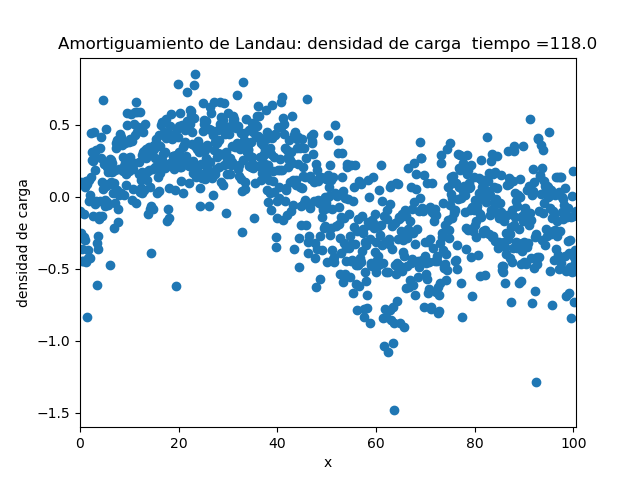 Amortiguamiento de Landau: densidad de carga  tiempo =118.0
densidad de carga
0.5
0.0
−0.5
−1.0
−1.5
0 20 40 60 80 100
x